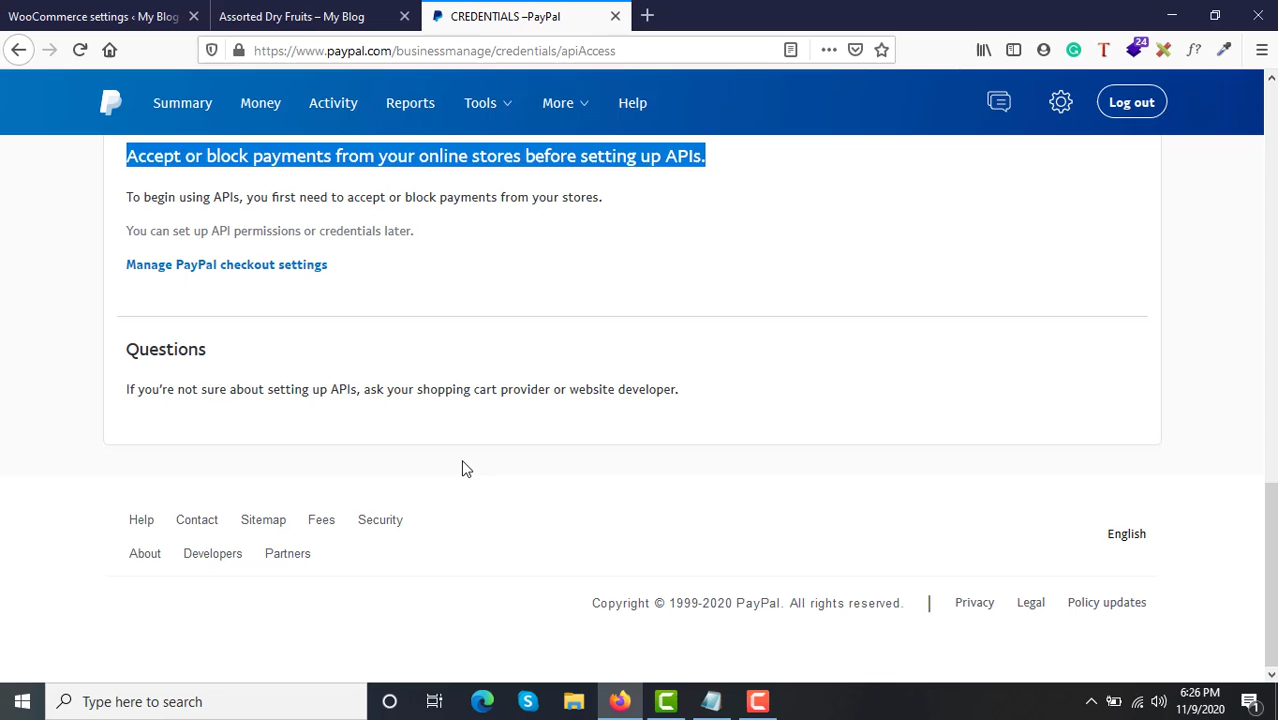 WooCommerce settings ‹ My Blog
Assorted Dry Fruits – My Blog
CREDENTIALS –PayPal
https://www.paypal.com/businessmanage/credentials/apiAccess
24
T
f?
Summary
Money
Activity
Reports
Tools
More
Help
Log out
Accept or block payments from your online stores before setting up APIs.
To begin using APIs, you first need to accept or block payments from your stores.
You can set up API permissions or credentials later.
Manage PayPal checkout settings
Questions
If you're not sure about setting up APIs, ask your shopping cart provider or website developer.
Help Contact Sitemap Fees Security
English
About Developers Partners
Copyright © 1999-2020 PayPal. All rights reserved. | Privacy Legal Policy updates
Type here to search
6:26 PM
11/9/2020
1